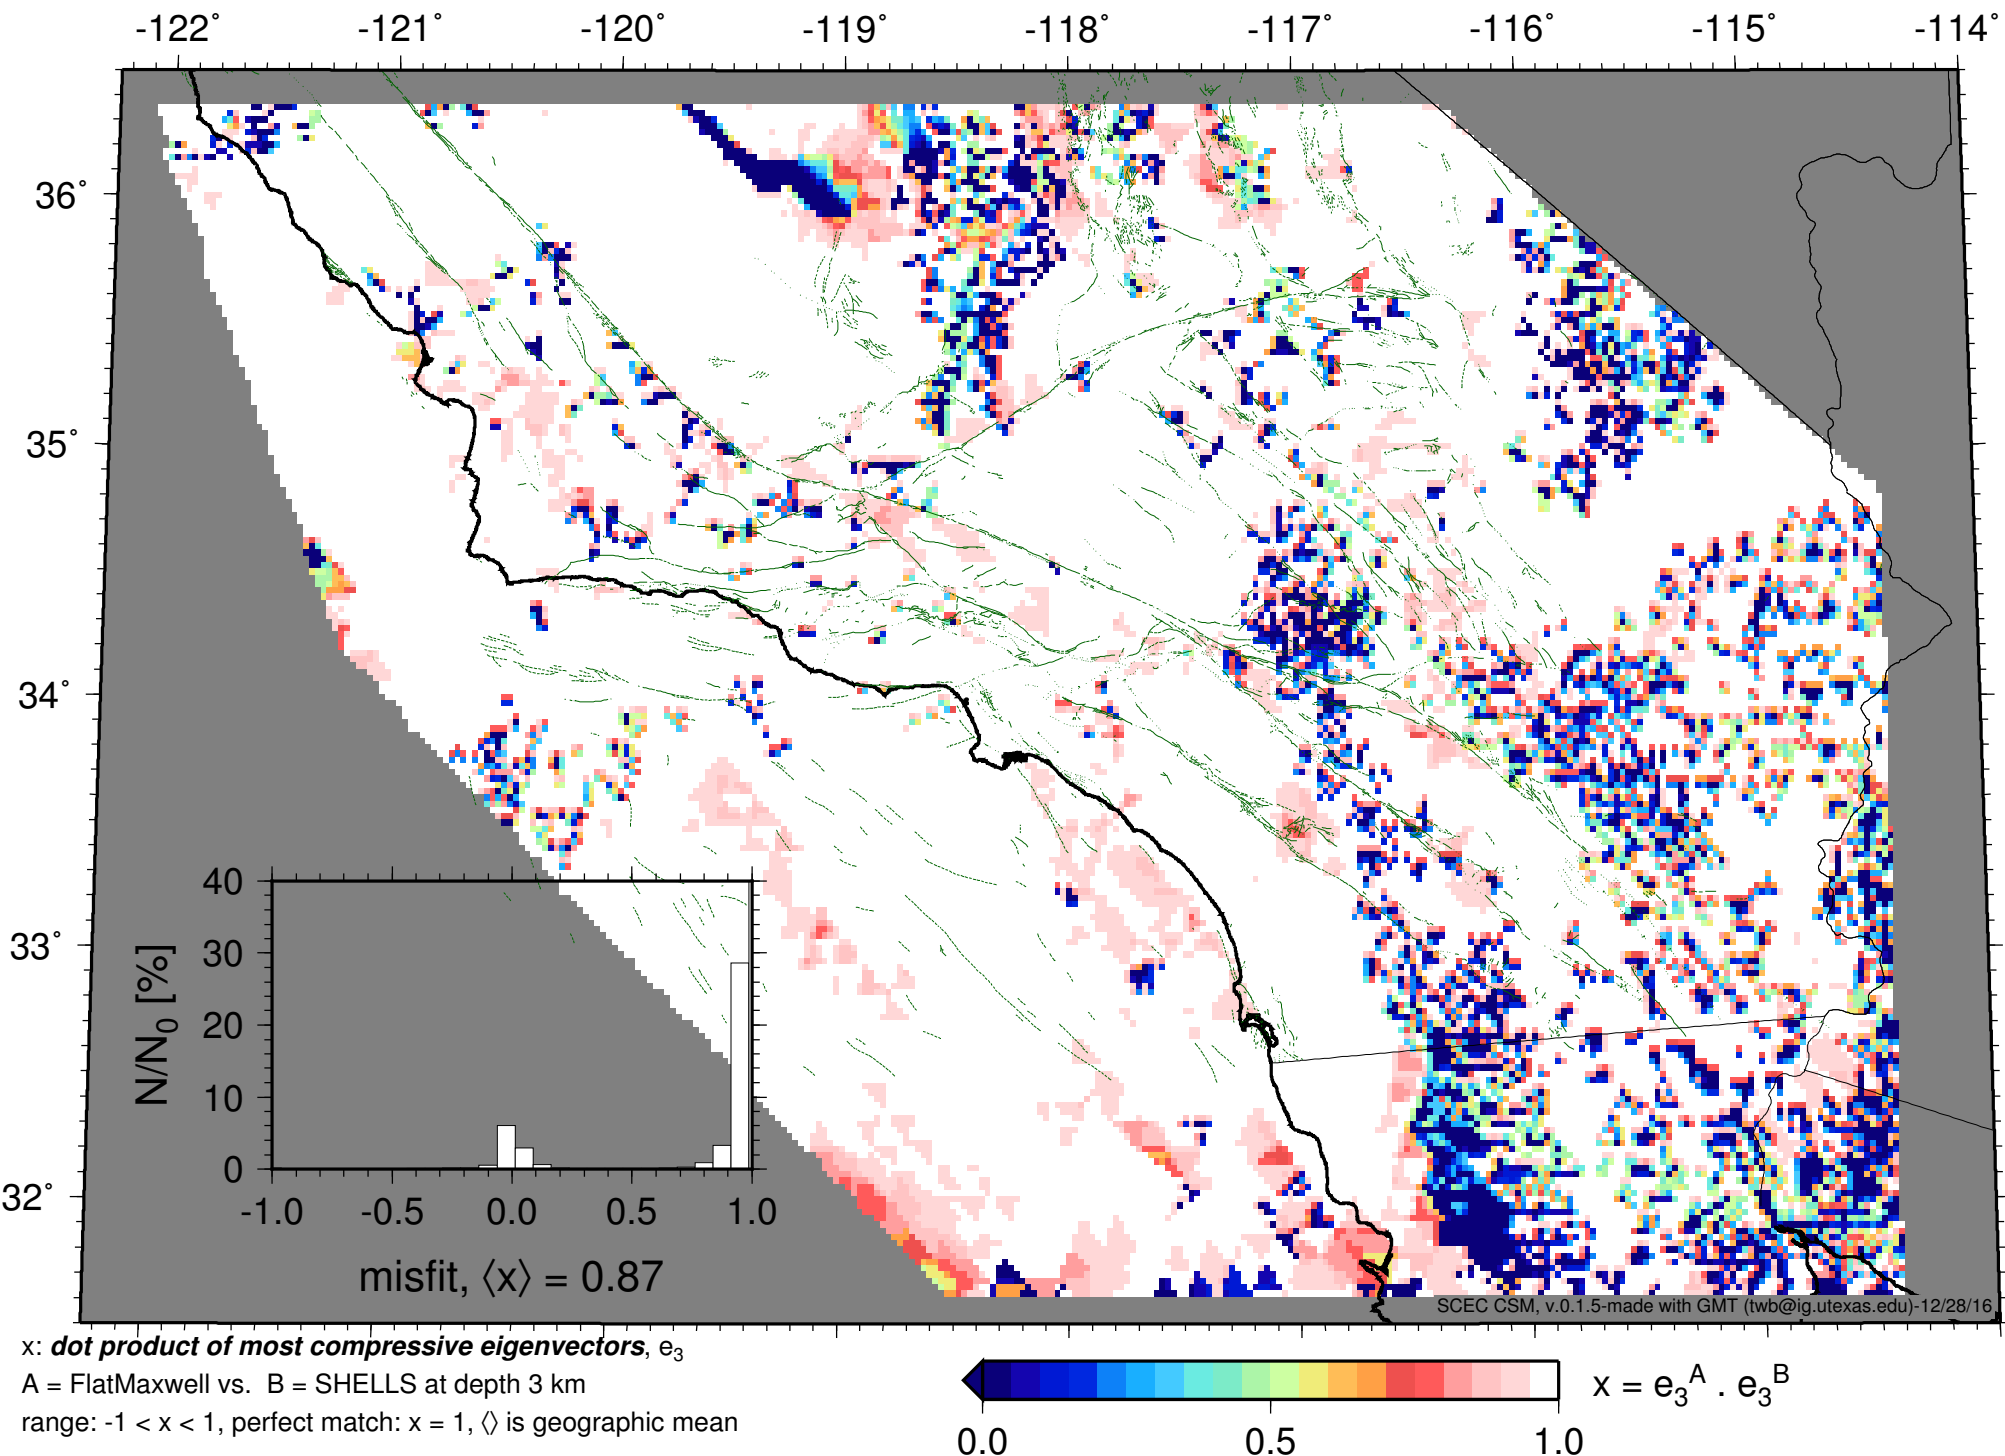 -122˚ -121˚ -120˚ -119˚ -118˚ -117˚ -116˚ -115˚ -114˚
36˚
35˚
34˚
33˚
32˚
40
30
20
10
0
N/N0 [%]
-1.0 -0.5 0.0 0.5 1.0
misfit, ⟨x⟩ = 0.87
SCEC CSM, v.0.1.5-made with GMT (twb@ig.utexas.edu)-12/28/16
x: dot product of most compressive eigenvectors, e3
A = FlatMaxwell vs. B = SHELLS at depth 3 km
range: -1 < x < 1, perfect match: x = 1, ⟨⟩ is geographic mean
x = e3A . e3B
0.0 0.5 1.0